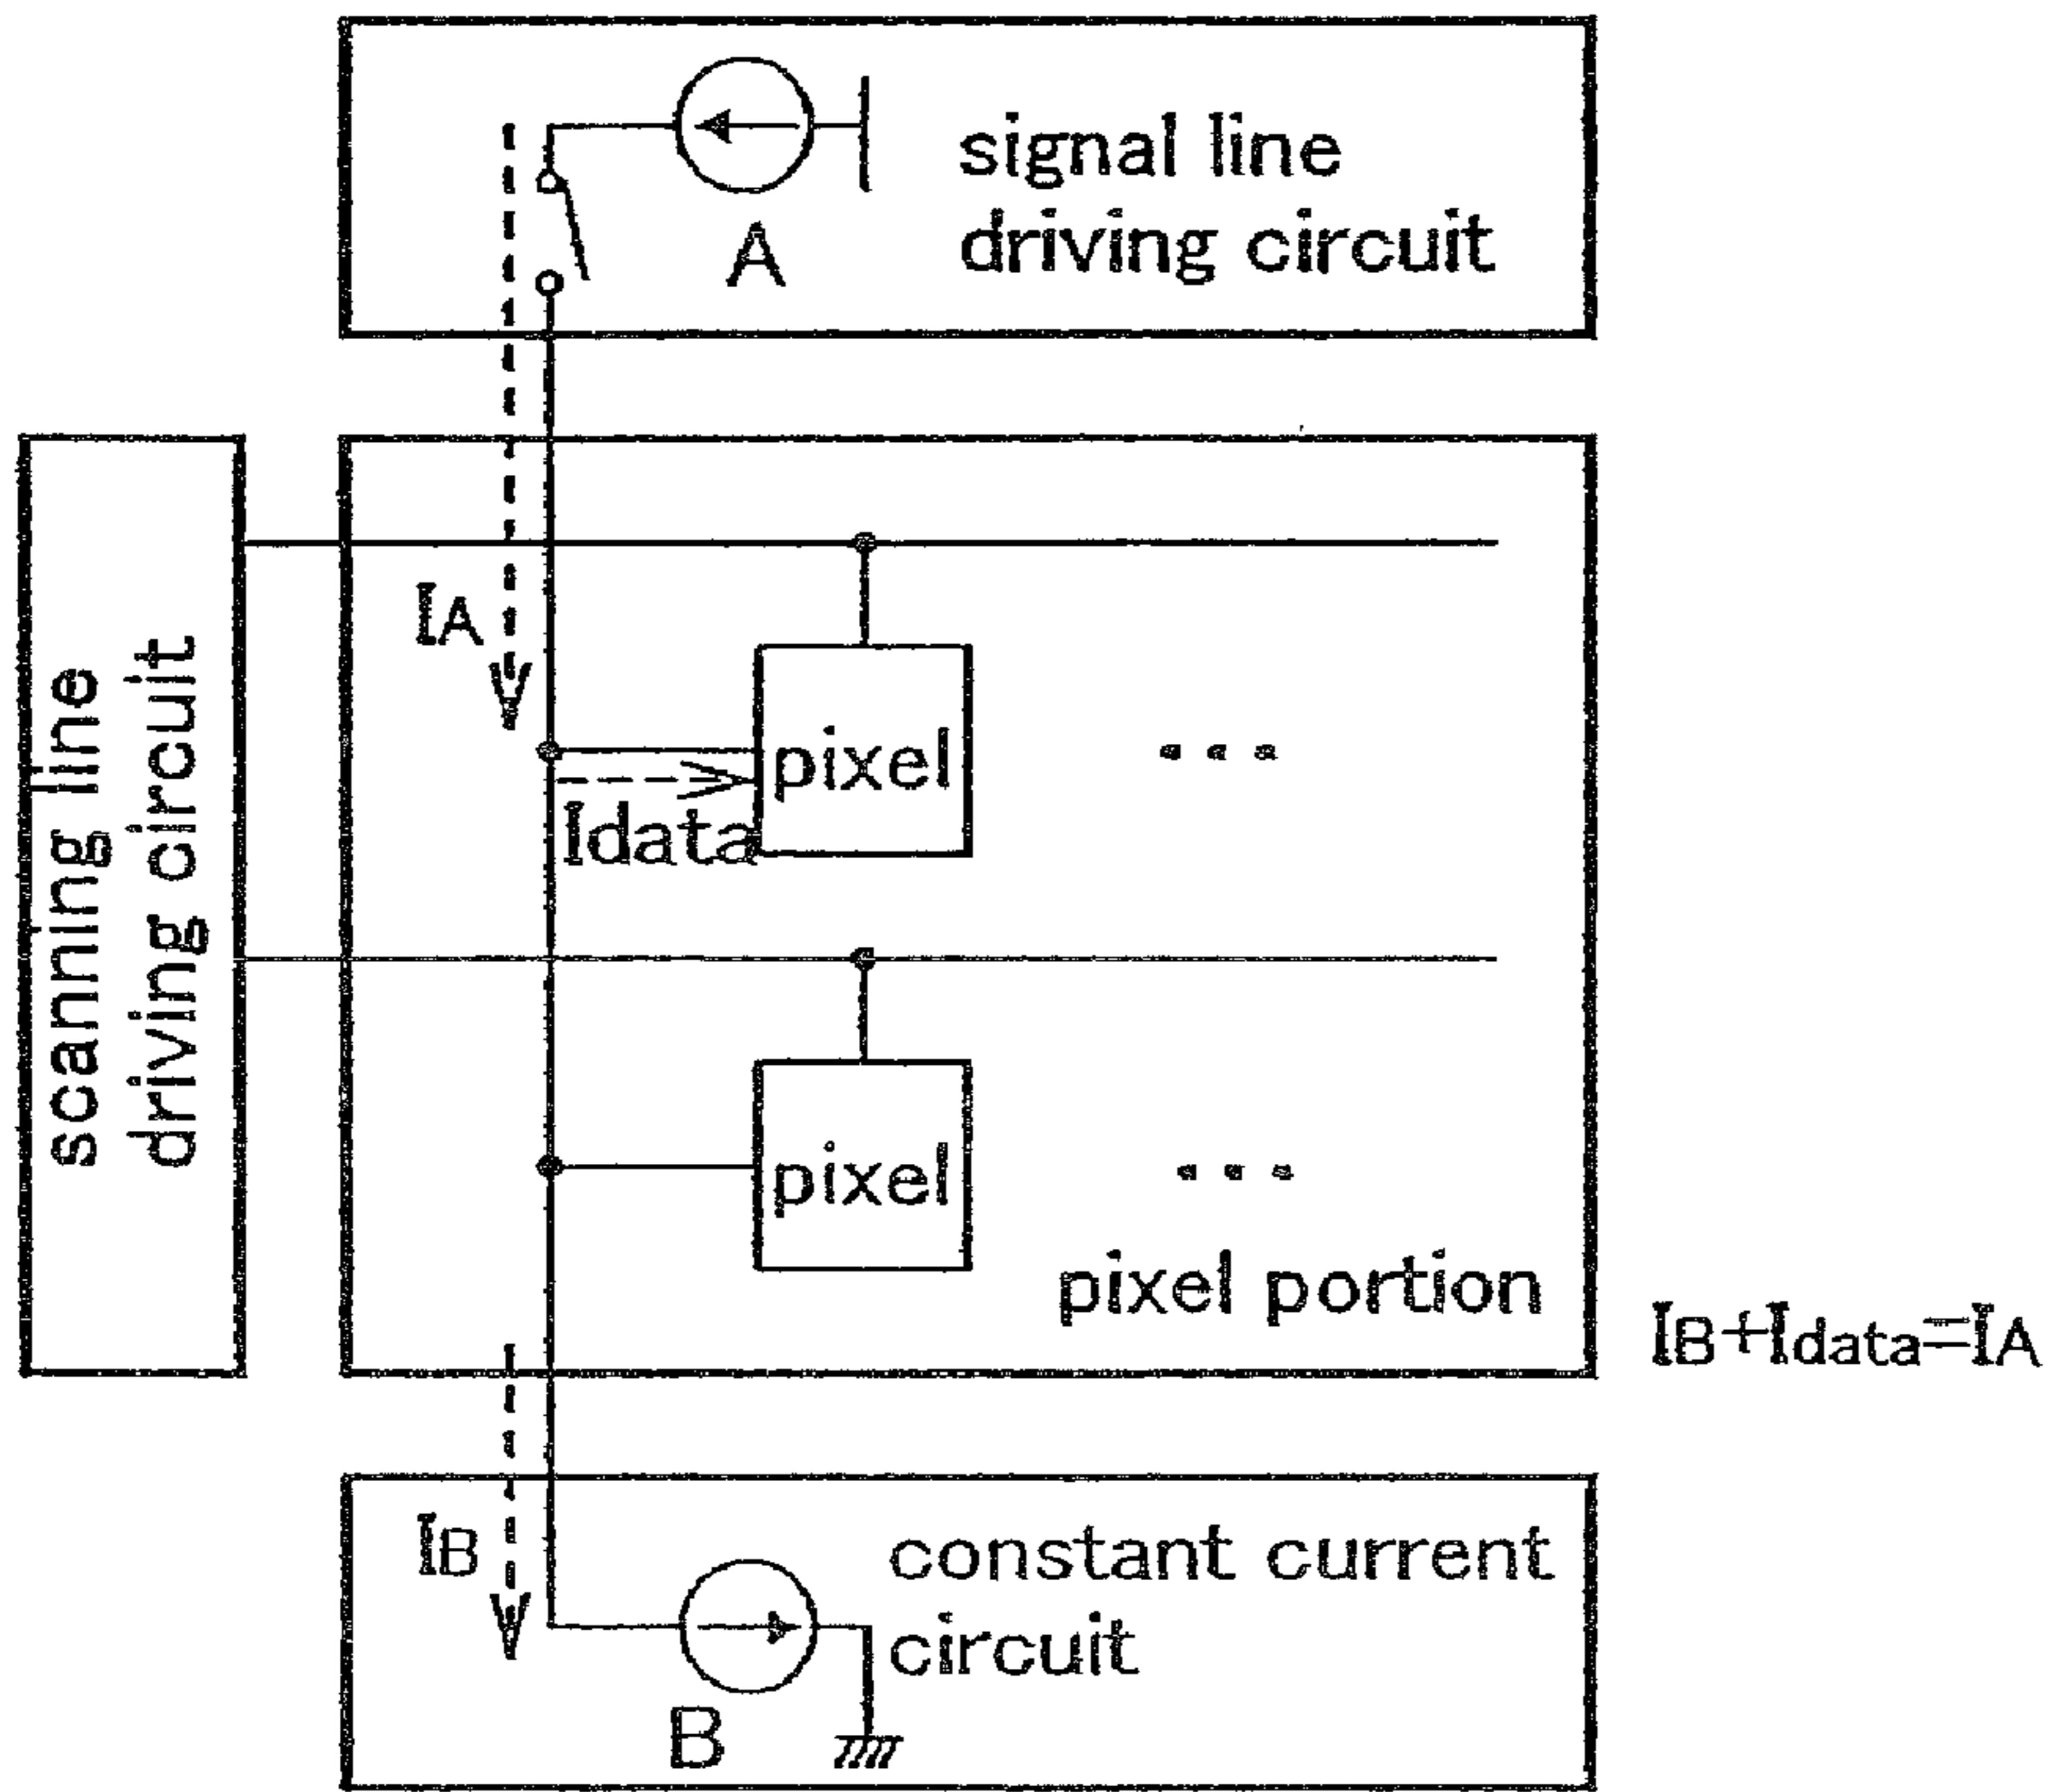 signal line
driving circuit
A
scanning line
driving circuit
IA
pixel
...
Idata
pixel
...
pixel portion
IB+Idata=IA
IB
constant current
circuit
B